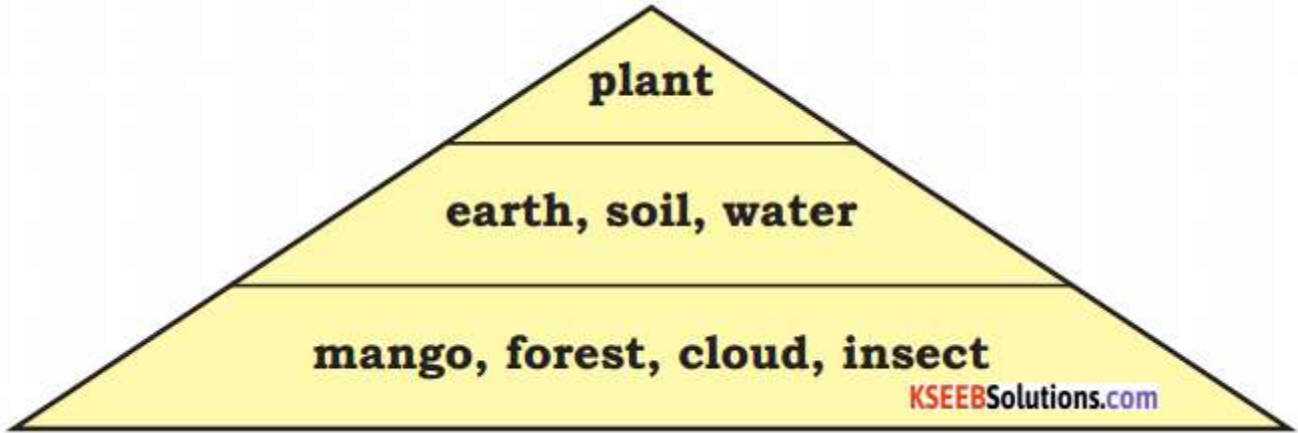 plant
earth, soil, water
mango, forest, cloud, insect
KSEEBSolutions.com